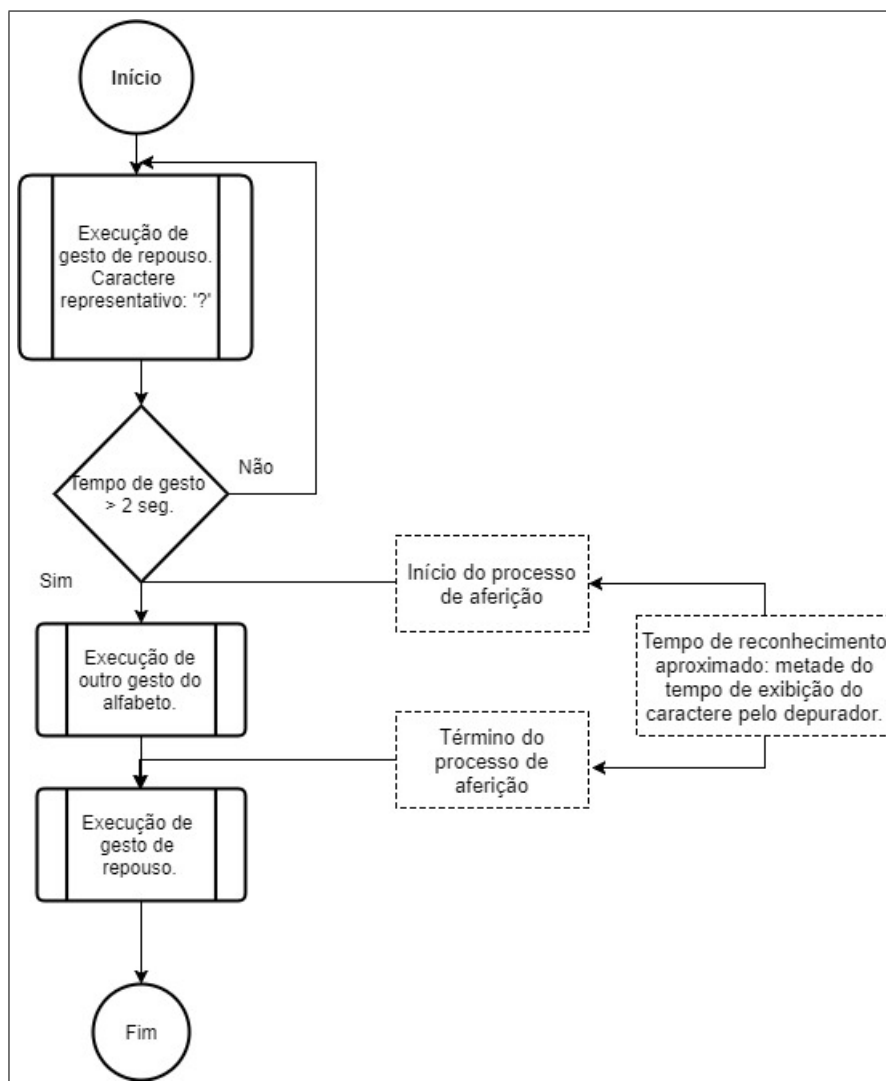 Início
Execução de
gesto de repouso.
Caractere
representativo: '?'
Tempo de gesto
> 2 seg.
Não
Sim
Início do processo
de aferição
Tempo de reconhecimento
aproximado: metade do
tempo de exibição do
caractere pelo depurador.
Execução de
outro gesto do
alfabeto.
Término do
processo de
aferição
Execução de
gesto de
repouso.
Fim